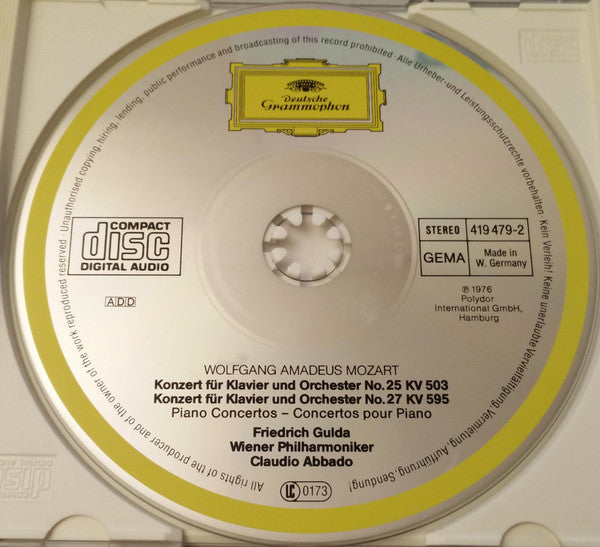 Unauthorised copying, hiring, lending, public performance and broadcasting of this record prohibited · Alle Urheber- und Leistungsschutzrechte vorbehalten · Kein Verleih! Keine unerlaubte Vervielfältigung, Vermietung, Aufführung, Sendung!
Deutsche
Grammophon
COMPACT
disc
DIGITAL AUDIO
STEREO
419 479-2
GEMA
Made in
W. Germany
ADD
℗ 1976
Polydor
International GmbH,
Hamburg
WOLFGANG AMADEUS MOZART
Konzert für Klavier und Orchester No. 25 KV 503
Konzert für Klavier und Orchester No. 27 KV 595
Piano Concertos – Concertos pour Piano
Friedrich Gulda
Wiener Philharmoniker
Claudio Abbado
LC 0173
All rights of the producer and of the owner of the work reproduced reserved ·